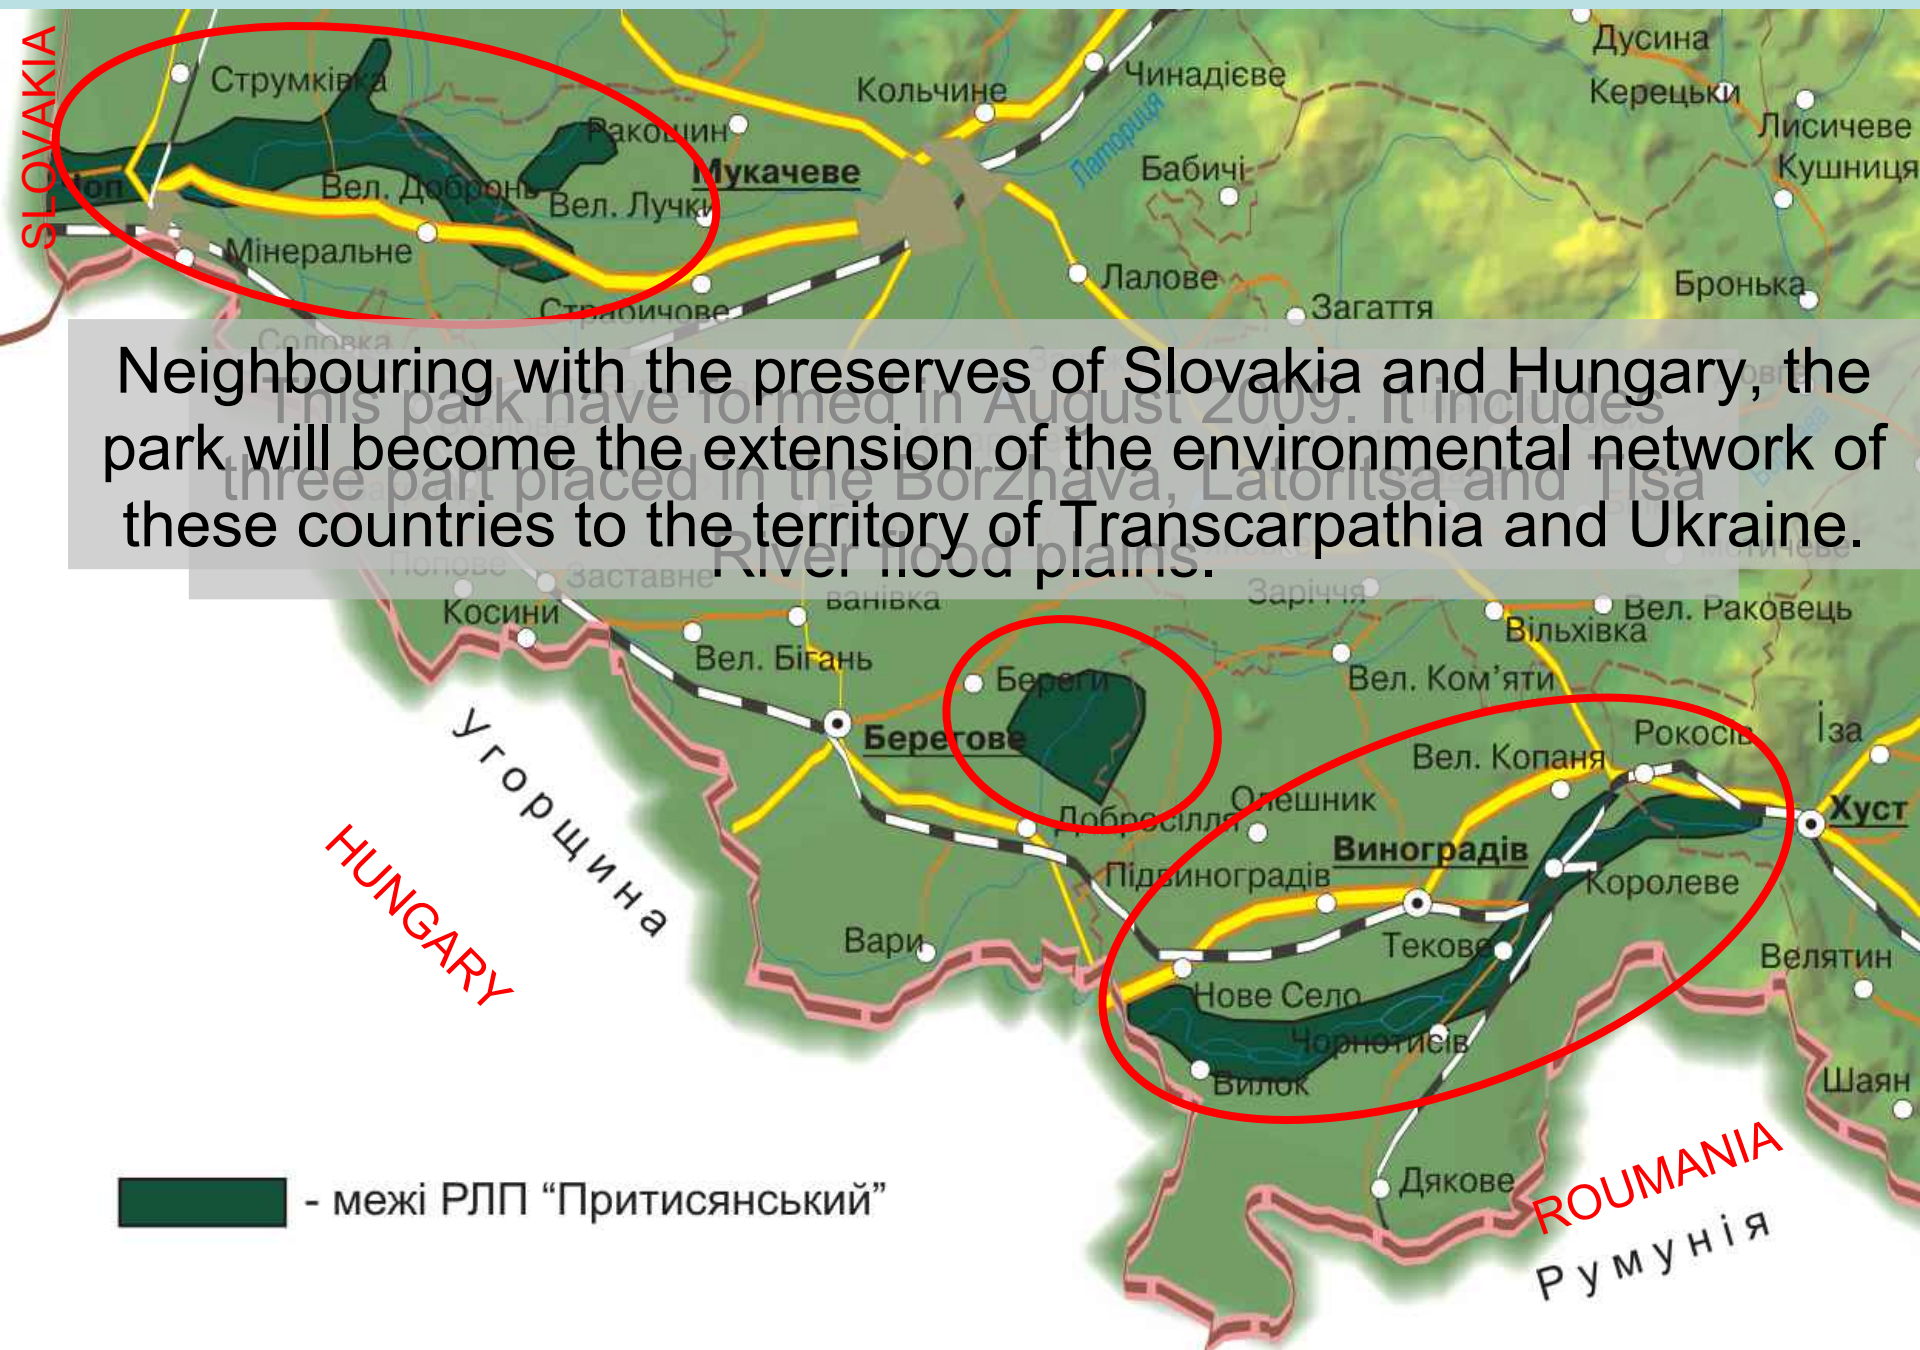 SLOVAKIA
Струмківка
Ракошин
Кольчине
Чинадієве
Дусина
Керецьки
Лисичеве
Кушниця
Латориця
Бабичі
Мукачеве
Вел. Добронь
Вел. Лучки
Мінеральне
Лалове
Бронька
Страбичове
Загаття
Соловка
Neighbouring with the preserves of Slovakia and Hungary, the
park will become the extension of the environmental network of
these countries to the territory of Transcarpathia and Ukraine.
This park have formed in August 2009. It includes
three part placed in the Borzhava, Latoritsa and Tisa
River flood plains.
Попове
Заставне
Косини
Заріччя
Вел. Раковець
Вільхівка
Вел. Бігань
Береги
Вел. Ком’яти
Угорщина
Берегове
Рокосів
Іза
Вел. Копаня
Олешник
Добросілля
Хуст
HUNGARY
Виноградів
Підвиноградів
Королеве
Вари
Текове
Велятин
Нове Село
Чорнотисів
Вилок
Шаян
Дякове
ROUMANIA
Румунія
- межі РЛП “Притисянський”